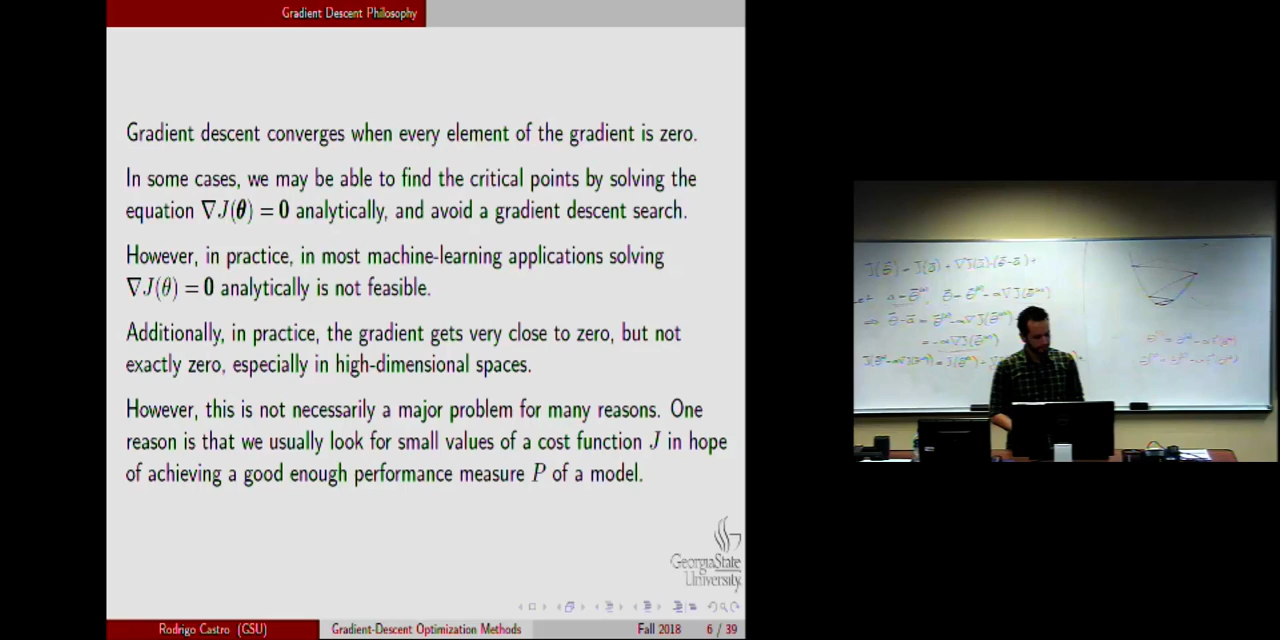 Gradient Descent Philosophy
Gradient descent converges when every element of the gradient is zero.
In some cases, we may be able to find the critical points by solving the
equation ∇J(θ) = 0 analytically, and avoid a gradient descent search.
However, in practice, in most machine-learning applications solving
∇J(θ) = 0 analytically is not feasible.
Additionally, in practice, the gradient gets very close to zero, but not
exactly zero, especially in high-dimensional spaces.
However, this is not necessarily a major problem for many reasons. One
reason is that we usually look for small values of a cost function J in hope
of achieving a good enough performance measure P of a model.
GeorgiaState
University
Rodrigo Castro (GSU)
Gradient-Descent Optimization Methods
Fall 2018
6 / 39